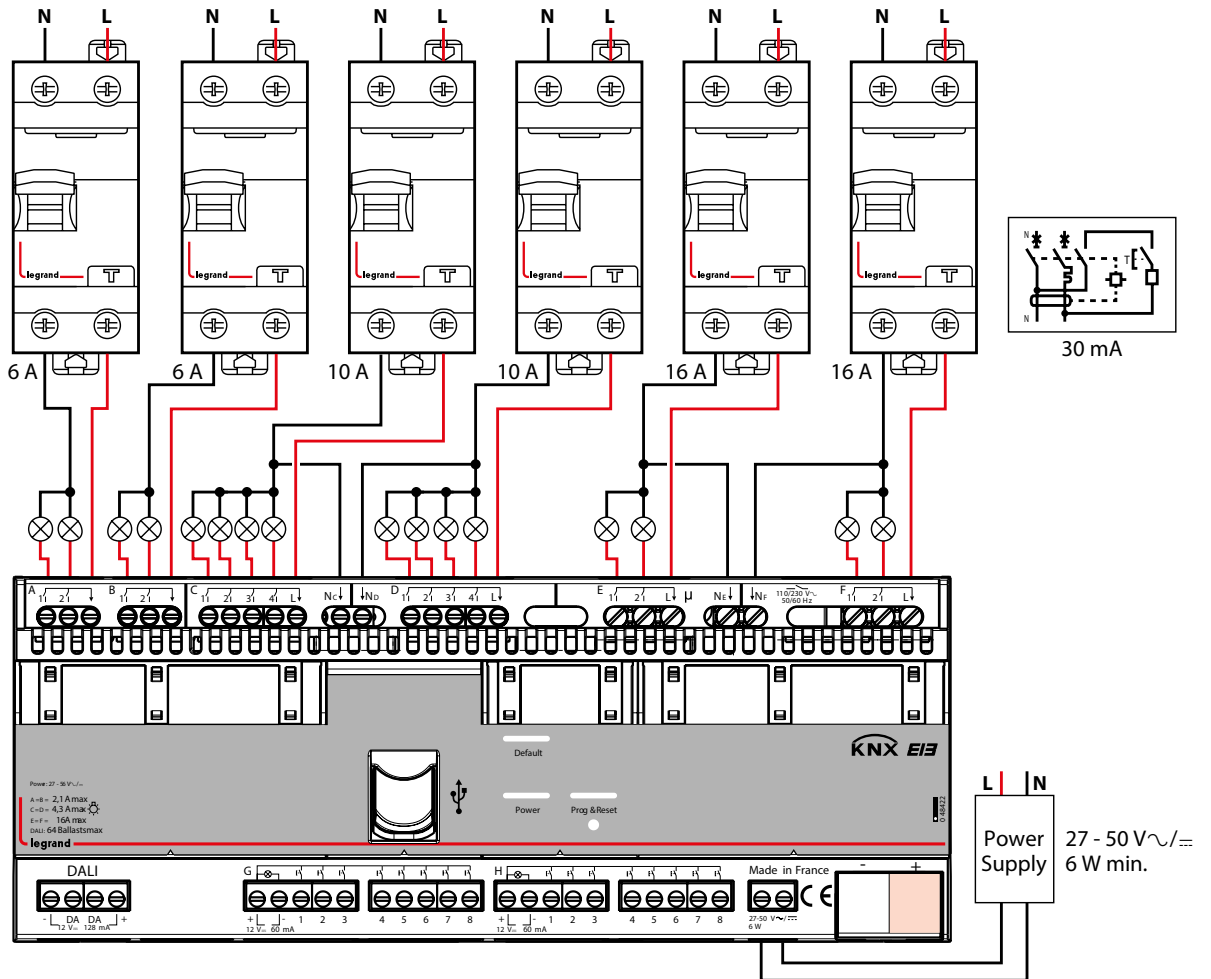 N L N L N L N L N L N L
legrand T legrand T legrand T legrand T legrand T legrand T
N
T
N
30 mA
6 A 6 A 10 A 10 A 16 A 16 A
A 1 2 B 1 2 C 1 2 3 4 L NC ND D 1 2 3 4 L E 1 2 L µ NE NF 110/230 V~ F 1 2 L
50/60 Hz
Default
KNX EIB
Power: 27 - 56 V~/⎓
A = B = 2,1 A max
C = D = 4,3 A max
E = F = 16A max
DALI: 64 Ballasts max
Power Prog & Reset
0 48422
legrand
L N
Power
Supply
27 - 50 V~/⎓
6 W min.
DALI G H Made in France CE - +
- DA DA + + - 1 2 3 4 5 6 7 8 + - 1 2 3 4 5 6 7 8 27-50 V~/⎓
12 V⎓ 128 mA 12 V⎓ 60 mA 12 V⎓ 60 mA 6 W